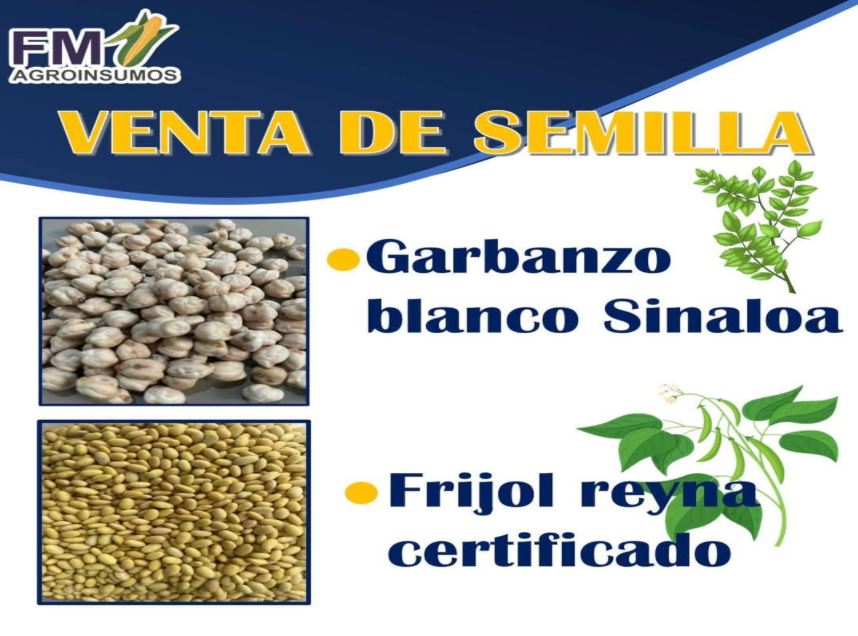 FM
AGROINSUMOS
VENTA DE SEMILLA
Garbanzo
blanco Sinaloa
Frijol reyna
certificado